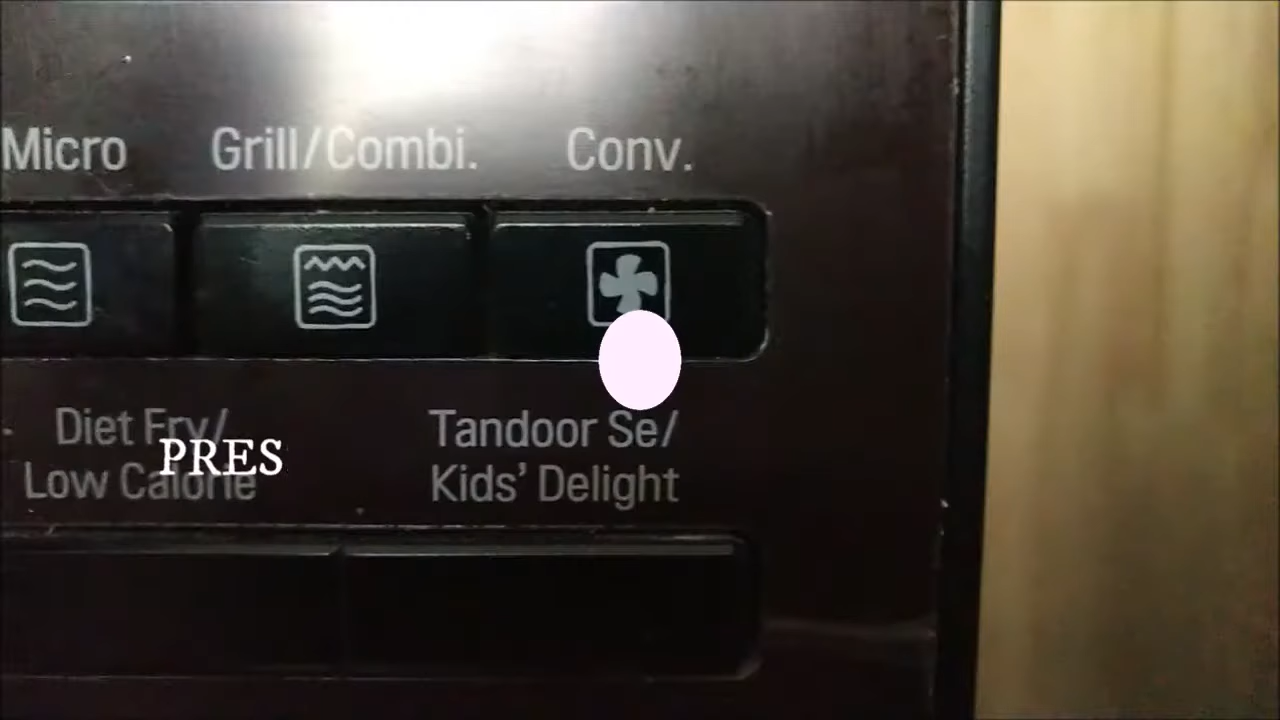 Micro Grill/Combi. Conv.
Diet Fry/ Tandoor Se/
PRES
Low Calorie Kids' Delight